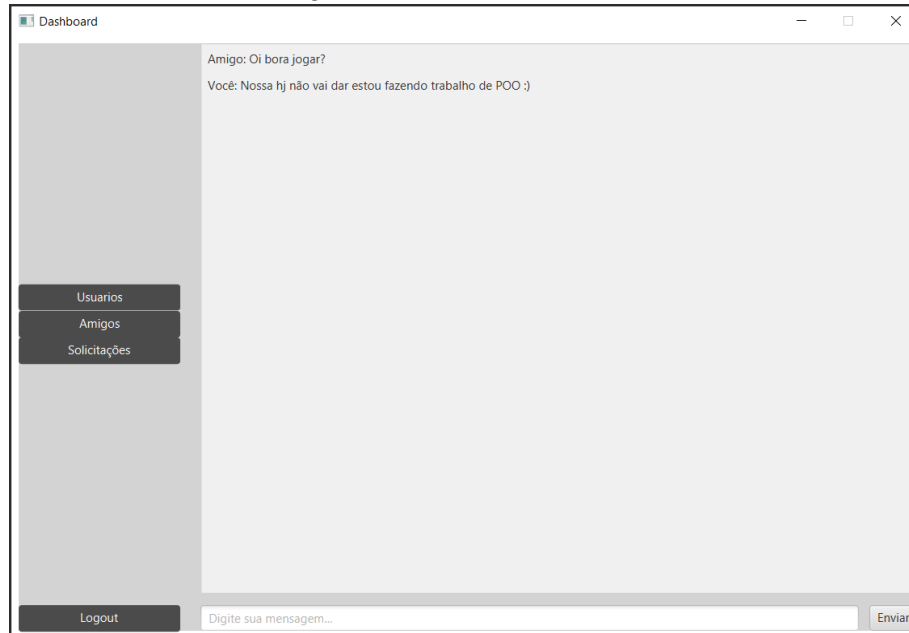 Dashboard
Amigo: Oi bora jogar?
Você: Nossa hj não vai dar estou fazendo trabalho de POO :)
Usuarios
Amigos
Solicitações
Logout
Digite sua mensagem...
Enviar